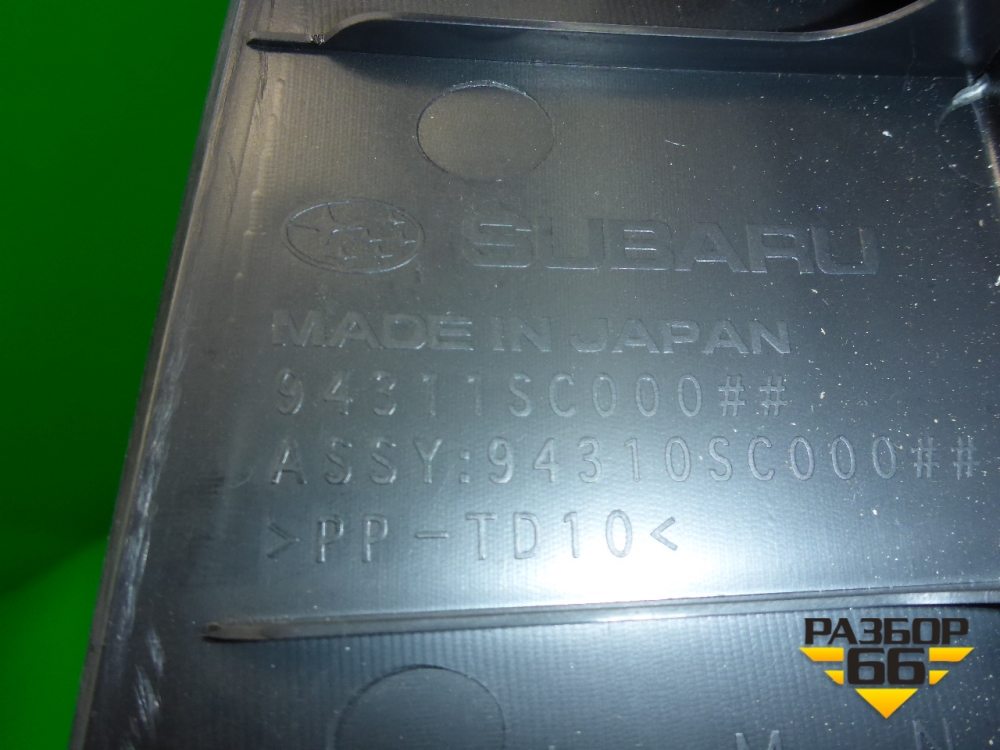 SUBARU
MADE IN JAPAN
94311SC000##
ASSY:94310SC000##
>PP-TD10<
РАЗБОР
66
M N